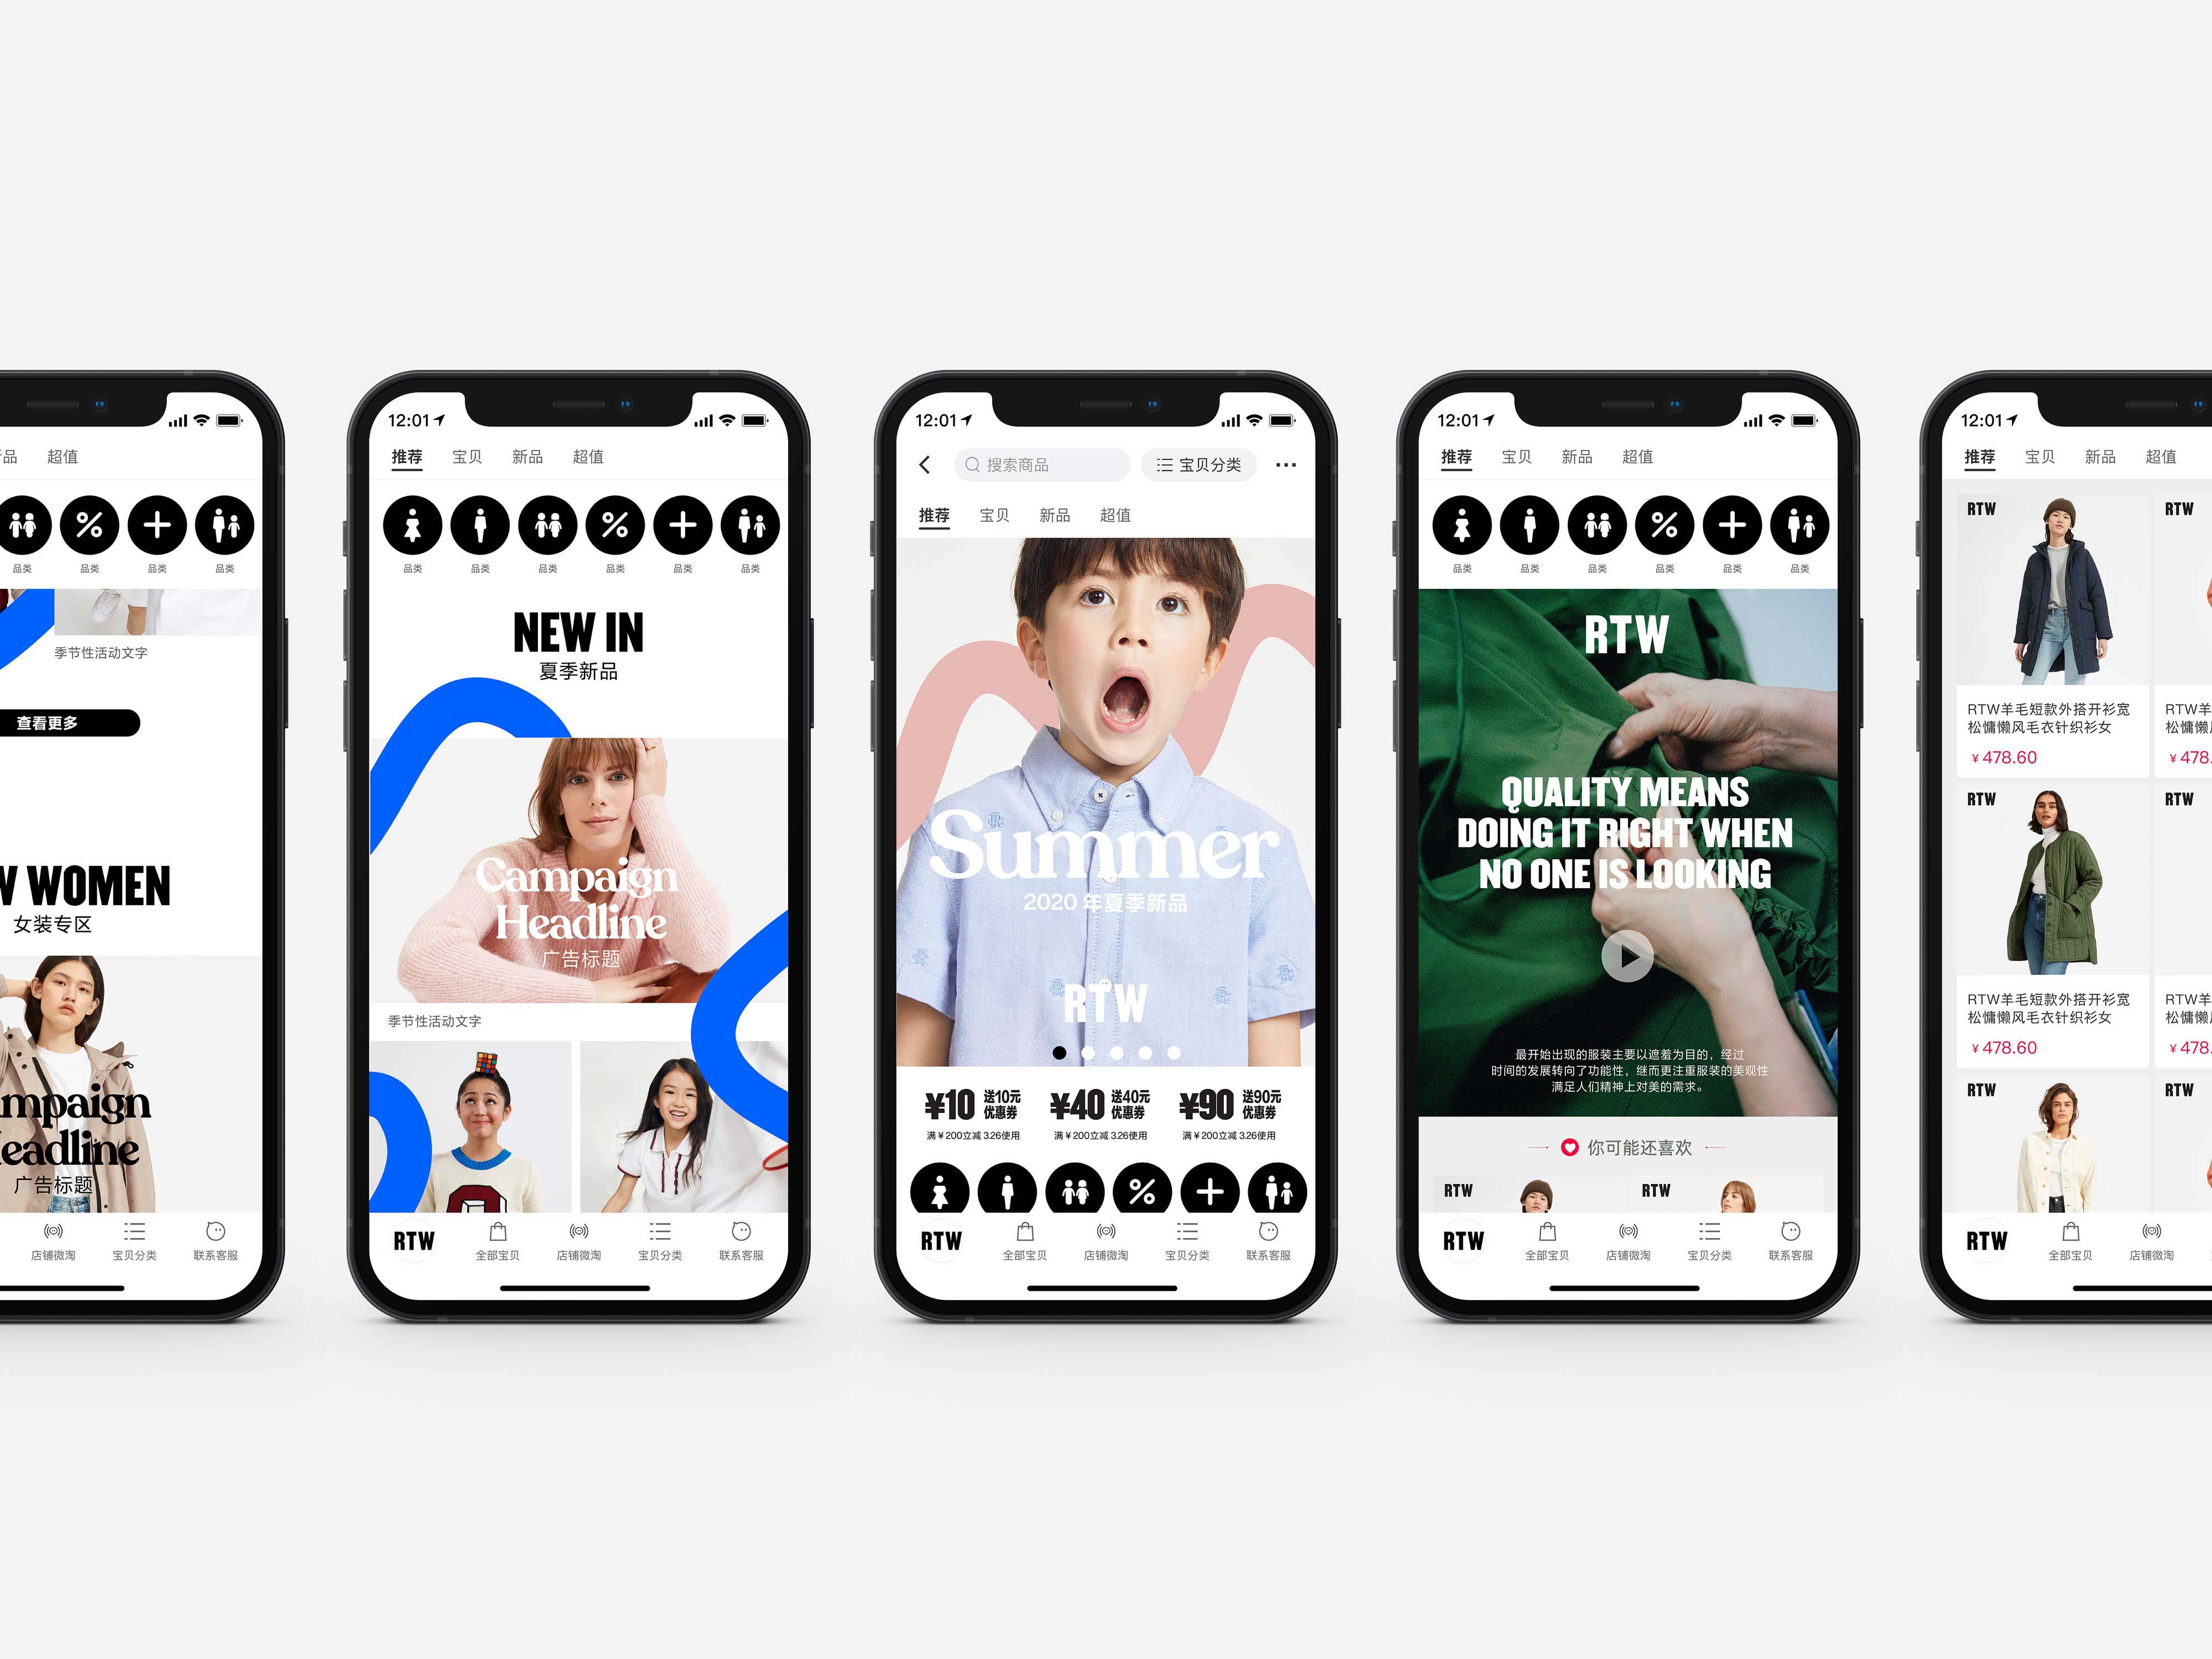 超值
品类
品类
品类
品类
季节性活动文字
查看更多
WOMEN
女装专区
广告标题
店铺微淘
宝贝分类
联系客服
12:01
推荐 宝贝 新品 超值
品类
品类
品类
品类
品类
品类
NEW IN
夏季新品
Campaign
Headline
广告标题
季节性活动文字
RTW
全部宝贝
店铺微淘
宝贝分类
联系客服
12:01
搜索商品
宝贝分类
推荐 宝贝 新品 超值
Summer
2020 年夏季新品
RTW
¥10 送10元
优惠券
满¥200立减 3.26使用
¥40 送40元
优惠券
满¥200立减 3.26使用
¥90 送90元
优惠券
满¥200立减 3.26使用
RTW
全部宝贝
店铺微淘
宝贝分类
联系客服
12:01
推荐 宝贝 新品 超值
品类
品类
品类
品类
品类
品类
RTW
QUALITY MEANS
DOING IT RIGHT WHEN
NO ONE IS LOOKING
最开始出现的服装主要以遮羞为目的，经过
时间的发展转向了功能性，继而更注重服装的美观性
满足人们精神上对美的需求。
你可能还喜欢
RTW
RTW
RTW
全部宝贝
店铺微淘
宝贝分类
联系客服
12:01
推荐 宝贝 新品 超值
RTW
RTW
RTW羊毛短款外搭开衫宽
松慵懒风毛衣针织衫女
¥478.60
RTW羊
松慵懒
¥478.
RTW
RTW
RTW羊毛短款外搭开衫宽
松慵懒风毛衣针织衫女
¥478.60
RTW羊
松慵懒
¥478.
RTW
RTW
RTW
全部宝贝
店铺微淘